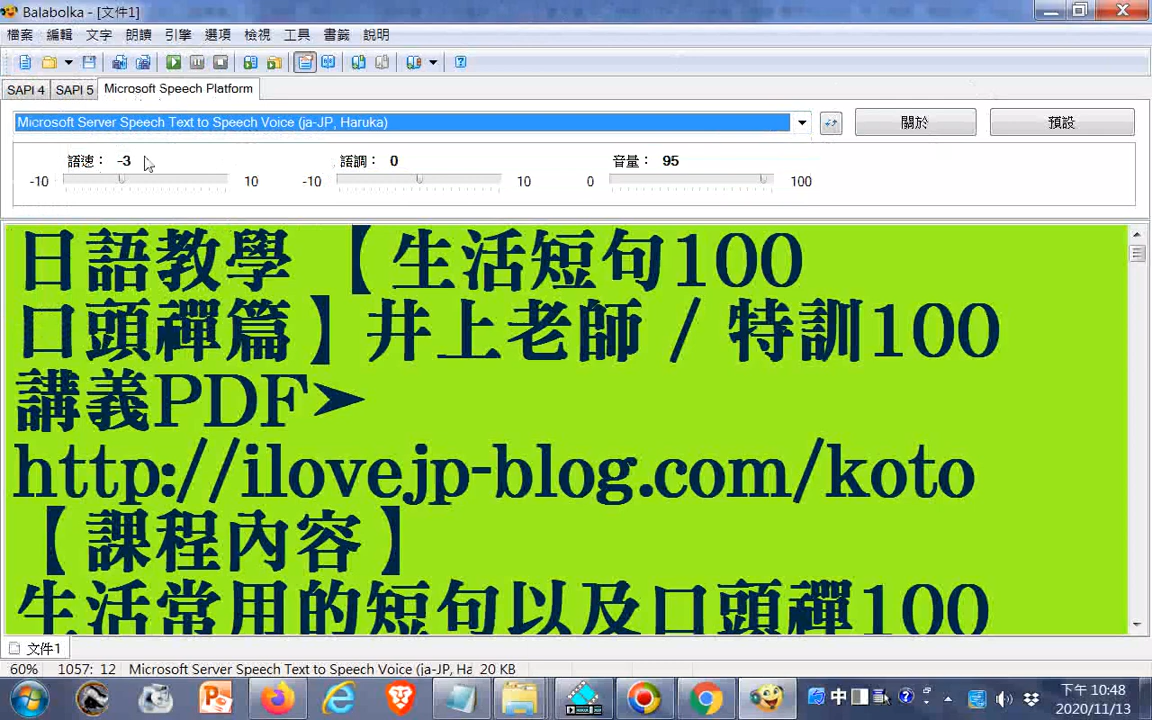 Balabolka - [文件1]
檔案 編輯 文字 朗讀 引擎 選項 檢視 工具 書籤 說明
SAPI 4 SAPI 5 Microsoft Speech Platform
Microsoft Server Speech Text to Speech Voice (ja-JP, Haruka) 關於 預設
語速： -3 語調： 0 音量： 95
-10 10 -10 10 0 100
日語教學 【生活短句100
口頭禪篇】井上老師 / 特訓100
講義PDF➤
http://ilovejp-blog.com/koto
【課程內容】
生活常用的短句以及口頭禪100
文件1
60% 1057: 12 Microsoft Server Speech Text to Speech Voice (ja-JP, Ha 20 KB
中 下午 10:48
2020/11/13